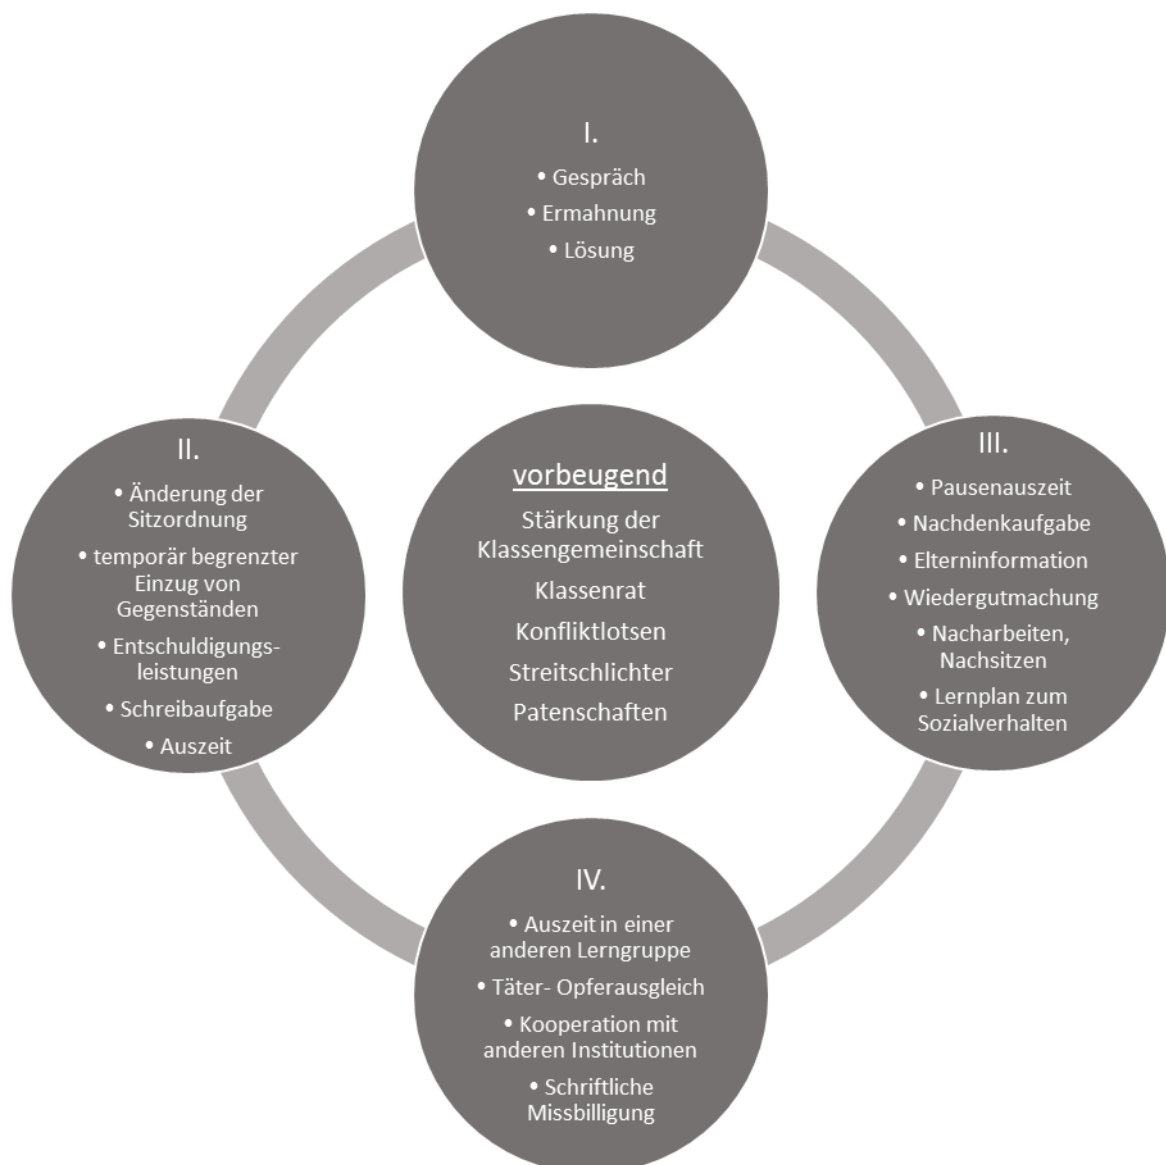 I.
• Gespräch
• Ermahnung
• Lösung
II.
• Änderung der
Sitzordnung
• temporär begrenzter
Einzug von
Gegenständen
• Entschuldigungs-
leistungen
• Schreibaufgabe
• Auszeit
vorbeugend
Stärkung der
Klassengemeinschaft
Klassenrat
Konfliktlotsen
Streitschlichter
Patenschaften
III.
• Pausenauszeit
• Nachdenkaufgabe
• Elterninformation
• Wiedergutmachung
• Nacharbeiten,
Nachsitzen
• Lernplan zum
Sozialverhalten
IV.
• Auszeit in einer
anderen Lerngruppe
• Täter- Opferausgleich
• Kooperation mit
anderen Institutionen
• Schriftliche
Missbilligung